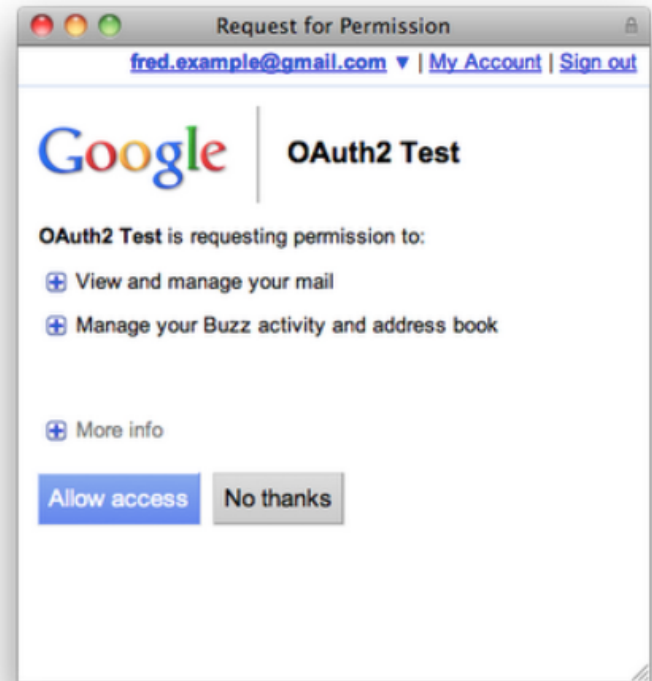 Request for Permission
fred.example@gmail.com ▼ | My Account | Sign out
Google OAuth2 Test
OAuth2 Test is requesting permission to:
View and manage your mail
Manage your Buzz activity and address book
More info
Allow access No thanks